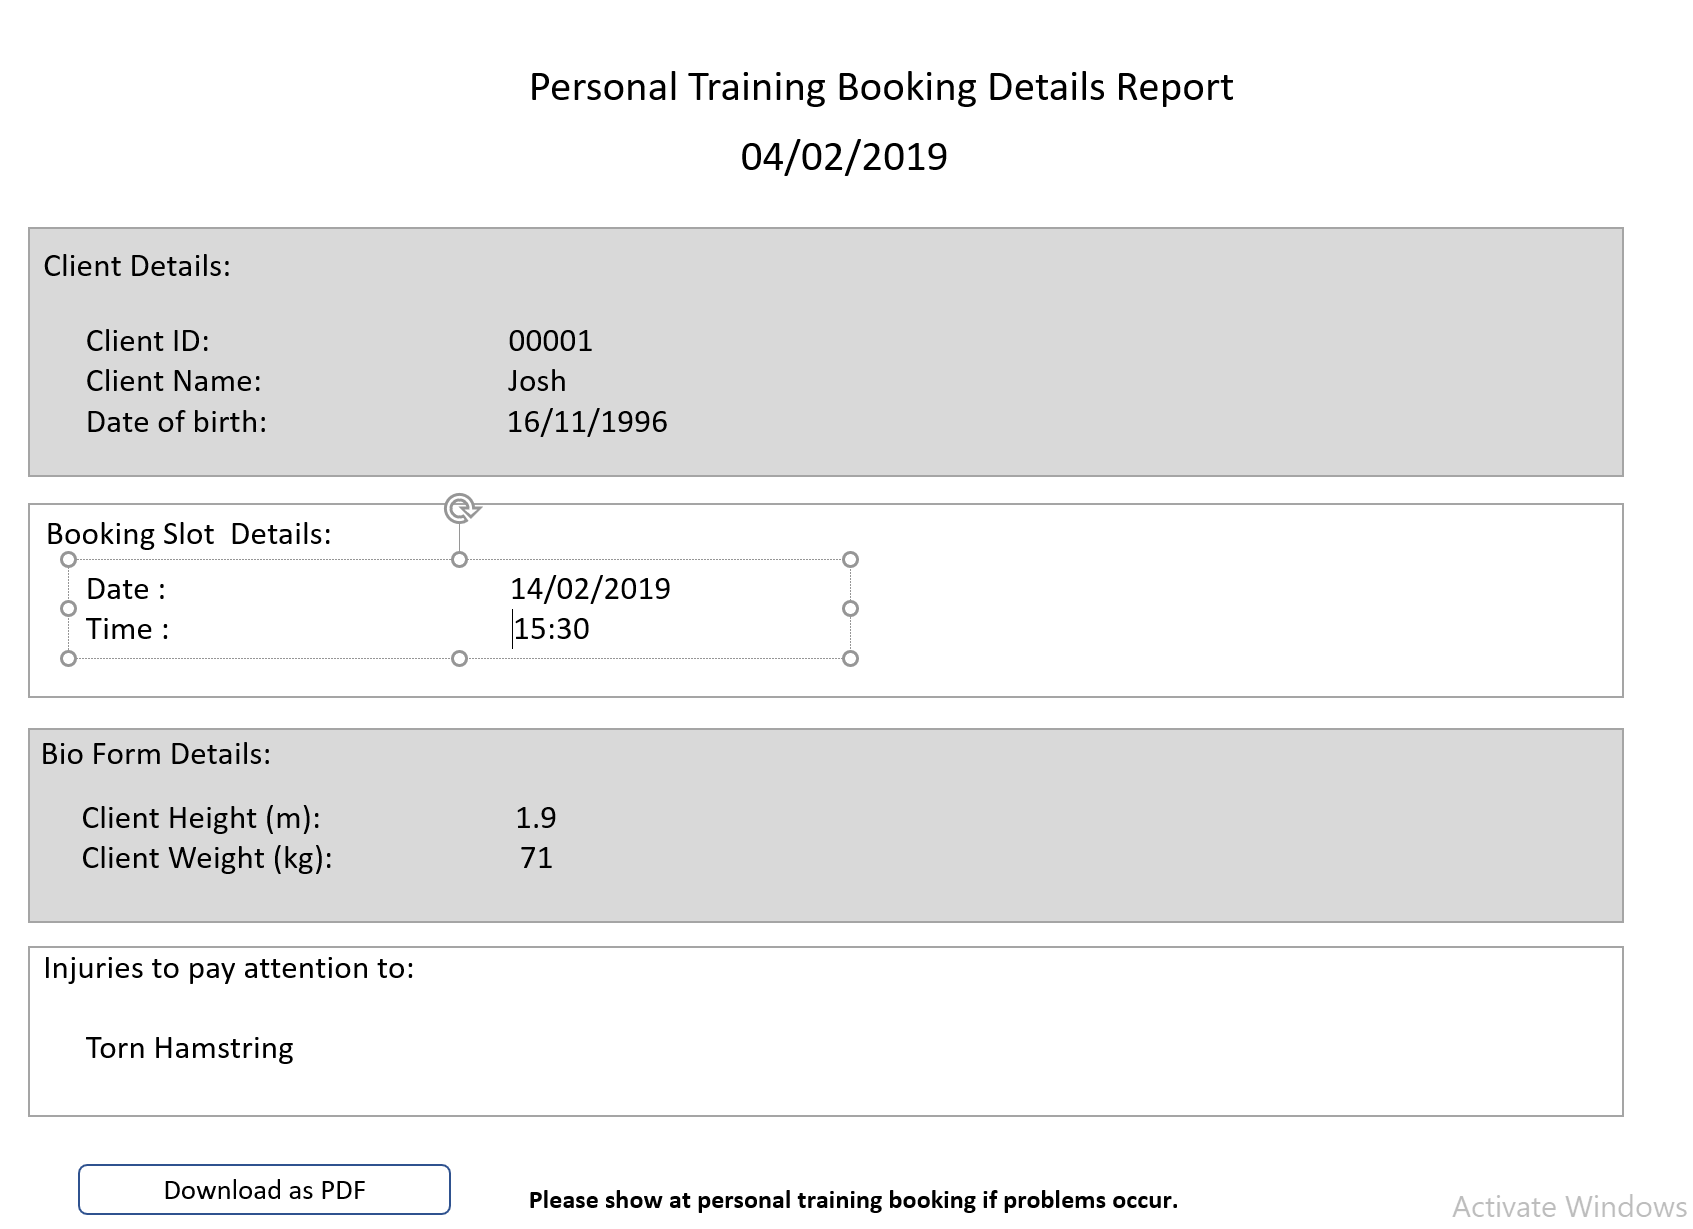 Personal Training Booking Details Report
04/02/2019
Client Details:
Client ID: 00001
Client Name: Josh
Date of birth: 16/11/1996
Booking Slot  Details:
Date : 14/02/2019
Time : 15:30
Bio Form Details:
Client Height (m): 1.9
Client Weight (kg): 71
Injuries to pay attention to:
Torn Hamstring
Download as PDF
Please show at personal training booking if problems occur.
Activate Windows